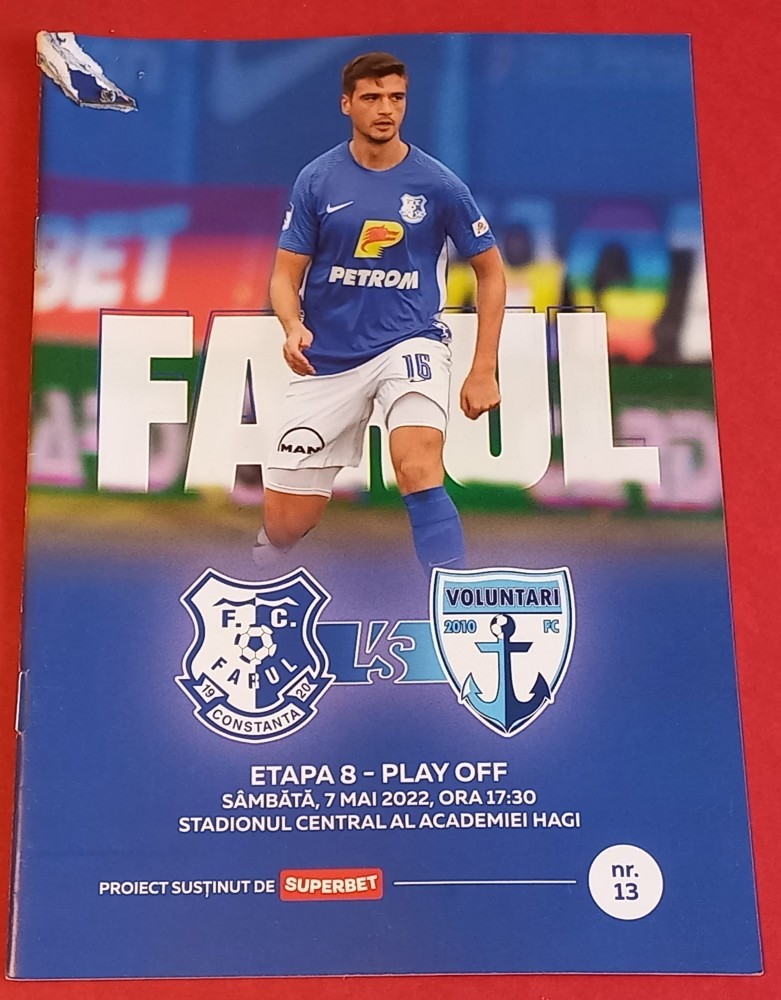 BET
PETROM
16
MAN
FARUL
F. C.
FARUL
19 20
CONSTANTA
VS
VOLUNTARI
2010 FC
ETAPA 8 - PLAY OFF
SÂMBĂTĂ, 7 MAI 2022, ORA 17:30
STADIONUL CENTRAL AL ACADEMIEI HAGI
PROIECT SUSȚINUT DE SUPERBET
nr.
13